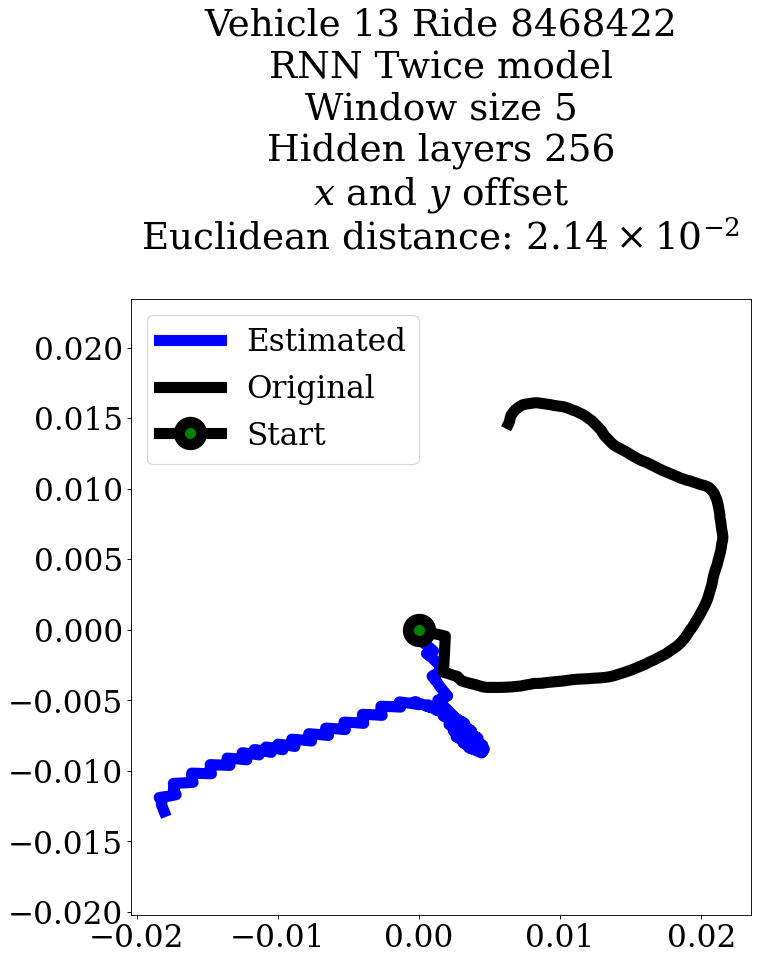 Vehicle 13 Ride 8468422
RNN Twice model
Window size 5
Hidden layers 256
x and y offset
Euclidean distance: 2.14 × 10⁻²
Estimated
Original
Start
0.020
0.015
0.010
0.005
0.000
−0.005
−0.010
−0.015
−0.020
−0.02 −0.01 0.00 0.01 0.02